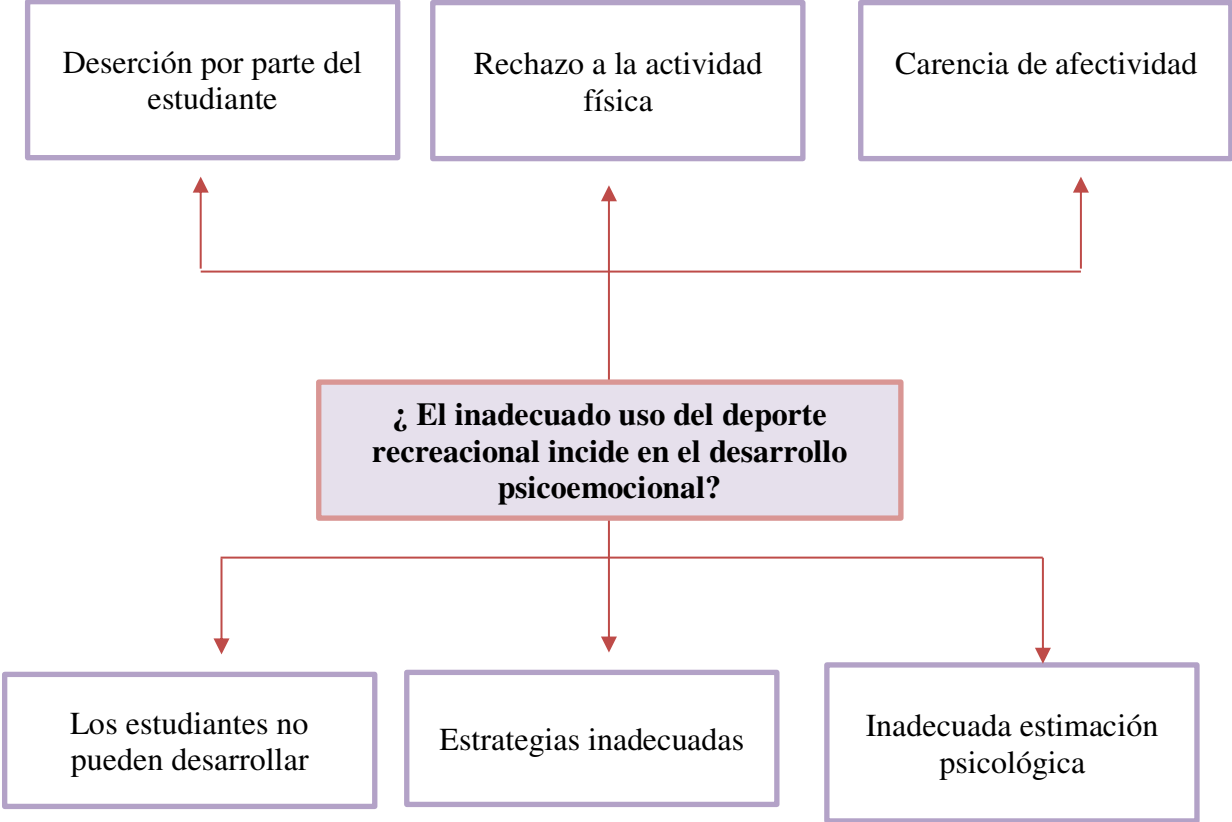 Deserción por parte del
estudiante
Rechazo a la actividad
física
Carencia de afectividad
¿ El inadecuado uso del deporte
recreacional incide en el desarrollo
psicoemocional?
Los estudiantes no
pueden desarrollar
Estrategias inadecuadas
Inadecuada estimación
psicológica